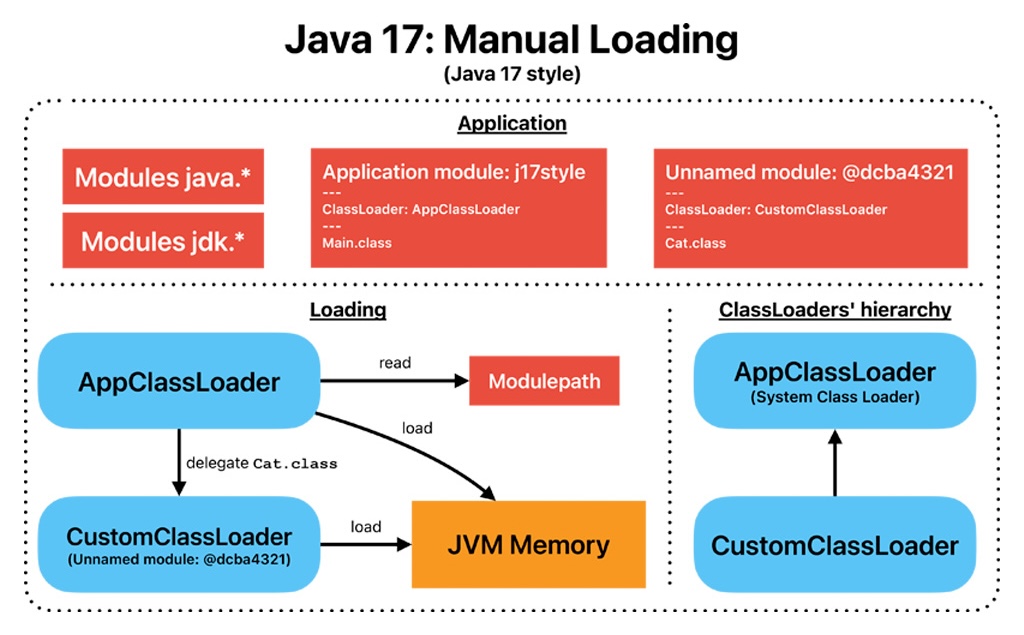 Java 17: Manual Loading
(Java 17 style)
Application
Modules java.*
Modules jdk.*
Application module: j17style
---
ClassLoader: AppClassLoader
---
Main.class
Unnamed module: @dcba4321
---
ClassLoader: CustomClassLoader
---
Cat.class
Loading
AppClassLoader
read
Modulepath
load
delegate Cat.class
CustomClassLoader
(Unnamed module: @dcba4321)
load
JVM Memory
ClassLoaders' hierarchy
AppClassLoader
(System Class Loader)
CustomClassLoader